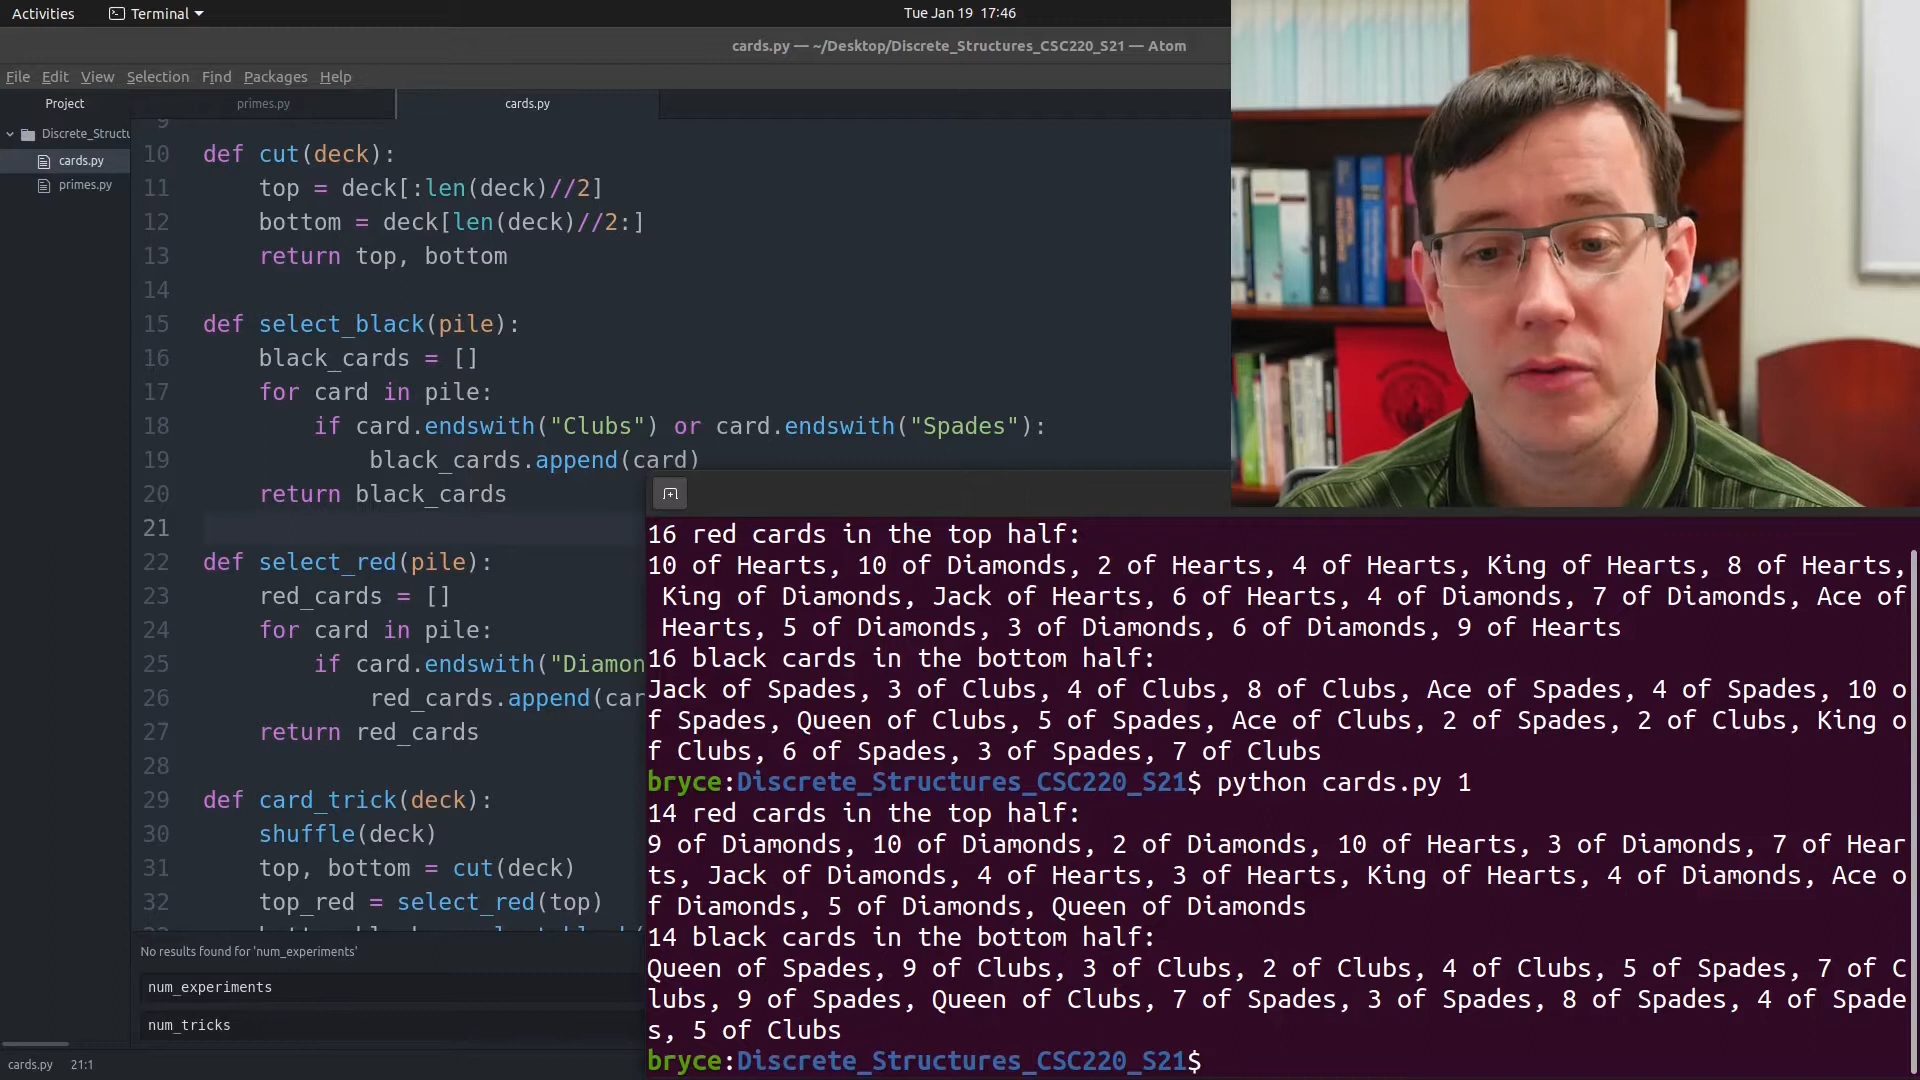 Activities
Terminal
Tue Jan 19 17:46
cards.py — ~/Desktop/Discrete_Structures_CSC220_S21 — Atom
File Edit View Selection Find Packages Help
Project
primes.py
cards.py
Discrete_Structu
cards.py
primes.py
9
10 def cut(deck):
11 top = deck[:len(deck)//2]
12 bottom = deck[len(deck)//2:]
13 return top, bottom
14
15 def select_black(pile):
16 black_cards = []
17 for card in pile:
18 if card.endswith("Clubs") or card.endswith("Spades"):
19 black_cards.append(card)
20 return black_cards
21
22 def select_red(pile):
23 red_cards = []
24 for card in pile:
25 if card.endswith("Diamon
26 red_cards.append(car
27 return red_cards
28
29 def card_trick(deck):
30 shuffle(deck)
31 top, bottom = cut(deck)
32 top_red = select_red(top)
No results found for 'num_experiments'
num_experiments
num_tricks
cards.py 21:1
16 red cards in the top half:
10 of Hearts, 10 of Diamonds, 2 of Hearts, 4 of Hearts, King of Hearts, 8 of Hearts,
King of Diamonds, Jack of Hearts, 6 of Hearts, 4 of Diamonds, 7 of Diamonds, Ace of
Hearts, 5 of Diamonds, 3 of Diamonds, 6 of Diamonds, 9 of Hearts
16 black cards in the bottom half:
Jack of Spades, 3 of Clubs, 4 of Clubs, 8 of Clubs, Ace of Spades, 4 of Spades, 10 o
f Spades, Queen of Clubs, 5 of Spades, Ace of Clubs, 2 of Spades, 2 of Clubs, King o
f Clubs, 6 of Spades, 3 of Spades, 7 of Clubs
bryce:Discrete_Structures_CSC220_S21$ python cards.py 1
14 red cards in the top half:
9 of Diamonds, 10 of Diamonds, 2 of Diamonds, 10 of Hearts, 3 of Diamonds, 7 of Hear
ts, Jack of Diamonds, 4 of Hearts, 3 of Hearts, King of Hearts, 4 of Diamonds, Ace o
f Diamonds, 5 of Diamonds, Queen of Diamonds
14 black cards in the bottom half:
Queen of Spades, 9 of Clubs, 3 of Clubs, 2 of Clubs, 4 of Clubs, 5 of Spades, 7 of C
lubs, 9 of Spades, Queen of Clubs, 7 of Spades, 3 of Spades, 8 of Spades, 4 of Spade
s, 5 of Clubs
bryce:Discrete_Structures_CSC220_S21$